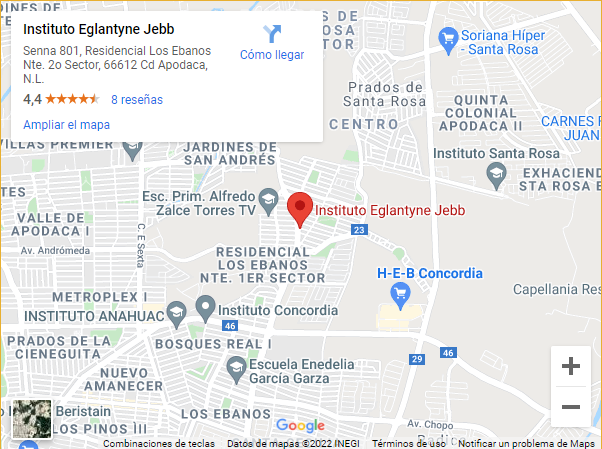 Instituto Eglantyne Jebb
Senna 801, Residencial Los Ebanos
Nte. 2o Sector, 66612 Cd Apodaca,
N.L.
4,4
8 reseñas
Ampliar el mapa
Cómo llegar
Soriana Híper
- Santa Rosa
Prados de
Santa Rosa
CENTRO
QUINTA
COLONIAL
APODACA II
CARNES F
JUAN
VILLAS PREMIER
JARDINES DE
SAN ANDRÉS
Instituto Santa Rosa
EXHACIEND
STA ROSA E
ENTES
Esc. Prim. Alfredo
Zalce Torres TV
Instituto Eglantyne Jebb
VALLE DE
APODACA I
C. E Sexta
23
Av. Andrómeda
RESIDENCIAL
LOS EBANOS
NTE. 1ER SECTOR
H-E-B Concordia
Capellania Res
METROPLEX I
INSTITUTO ANAHUAC
Instituto Concordia
46
PRADOS DE LA
CIENEGUITA
BOSQUES REAL I
29
46
NUEVO
AMANECER
Escuela Enedelia
García Garza
Beristain
LOS PINOS III
LOS EBANOS
Av. Chopo
Google
Combinaciones de teclas
Datos de mapas ©2022 INEGI
Términos de uso
Notificar un problema de Maps